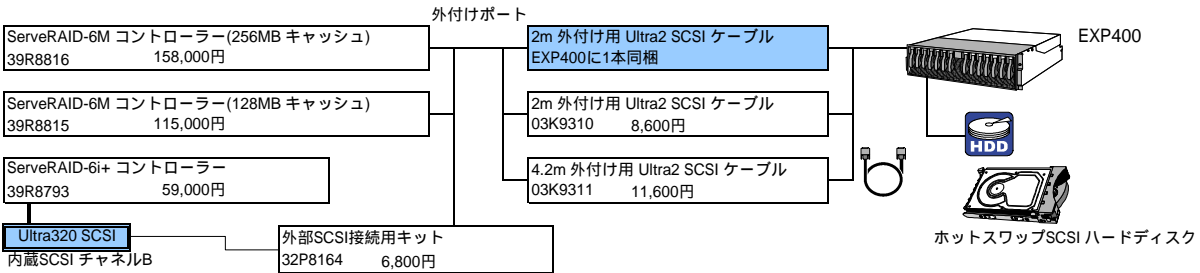 外付けポート
ServeRAID-6M コントローラー(256MB キャッシュ)
39R8816 158,000円
2m 外付け用 Ultra2 SCSI ケーブル
EXP400に1本同梱
EXP400
ServeRAID-6M コントローラー(128MB キャッシュ)
39R8815 115,000円
2m 外付け用 Ultra2 SCSI ケーブル
03K9310 8,600円
HDD
ServeRAID-6i+ コントローラー
39R8793 59,000円
4.2m 外付け用 Ultra2 SCSI ケーブル
03K9311 11,600円
Ultra320 SCSI
内蔵SCSI チャネルB
外部SCSI接続用キット
32P8164 6,800円
ホットスワップSCSI ハードディスク